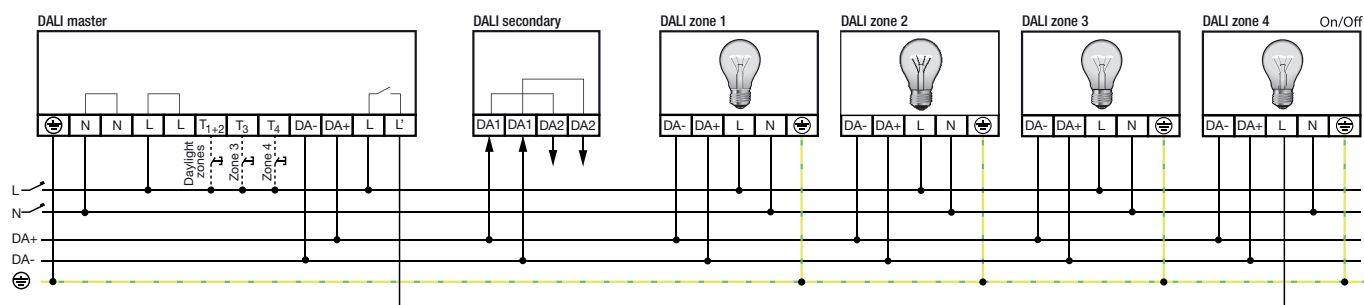 DALI master
DALI secondary
DALI zone 1
DALI zone 2
DALI zone 3
DALI zone 4
On/Off
N N L L T1+2 T3 T4 DA- DA+ L L'
DA1 DA1 DA2 DA2
DA- DA+ L N
DA- DA+ L N
DA- DA+ L N
DA- DA+ L N
Daylight
zones
Zone 3
Zone 4
L
N
DA+
DA-